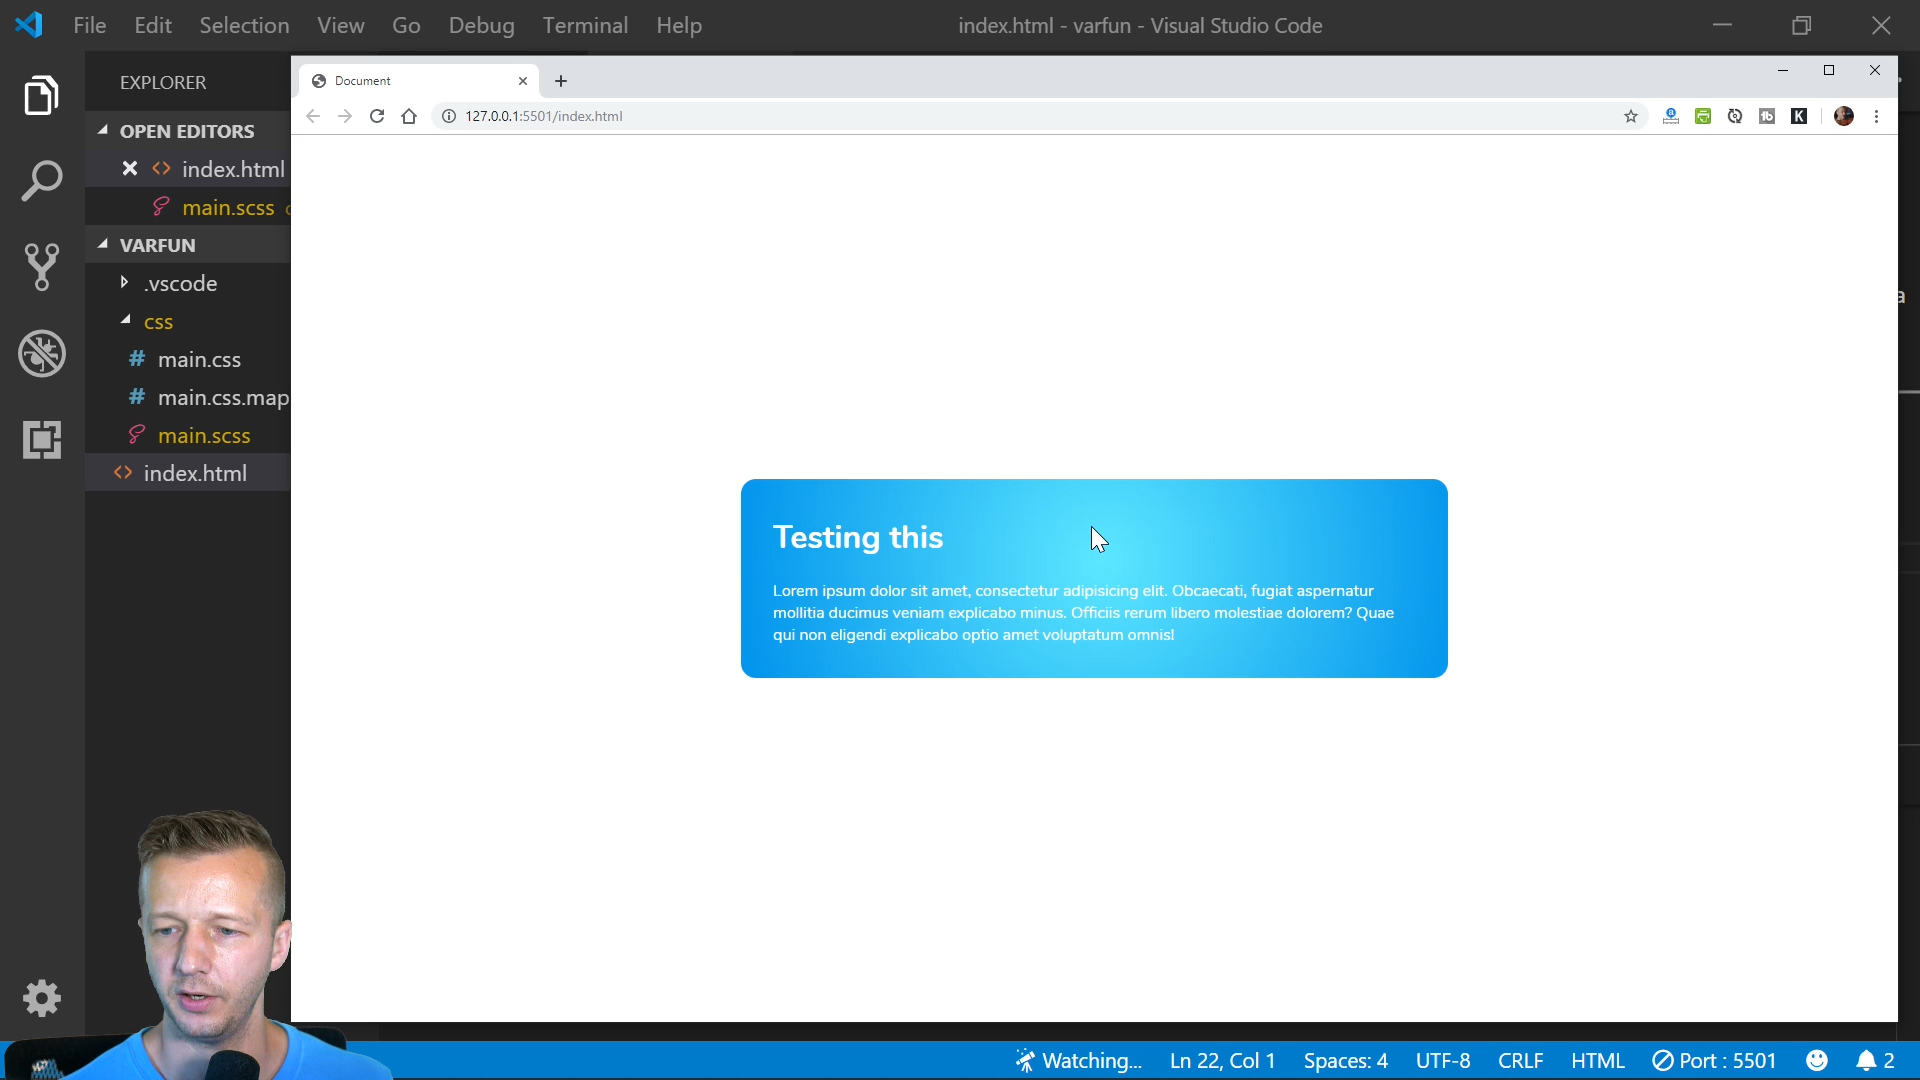 File Edit Selection View Go Debug Terminal Help
index.html - varfun - Visual Studio Code
EXPLORER
OPEN EDITORS
index.html
main.scss
VARFUN
.vscode
css
main.css
main.css.map
main.scss
index.html
Document
127.0.0.1:5501/index.html
Testing this
Lorem ipsum dolor sit amet, consectetur adipisicing elit. Obcaecati, fugiat aspernatur
mollitia ducimus veniam explicabo minus. Officiis rerum libero molestiae dolorem? Quae
qui non eligendi explicabo optio amet voluptatum omnis!
Watching... Ln 22, Col 1 Spaces: 4 UTF-8 CRLF HTML Port : 5501 2